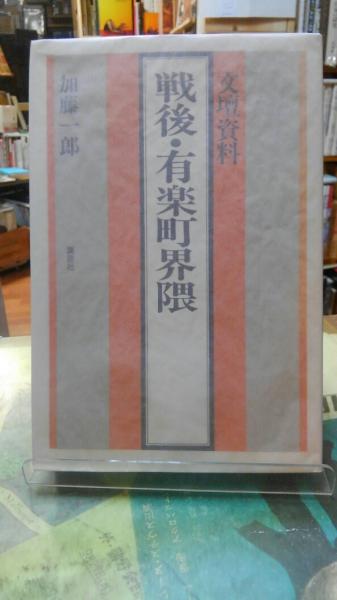 文壇資料
戦後・有楽町界隈
加藤一郎
講談社